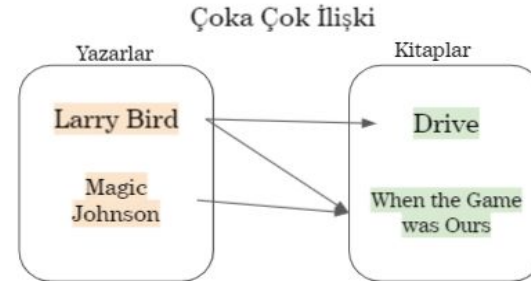 Çoka Çok İlişki
Yazarlar
Kitaplar
Larry Bird
Drive
Magic
Johnson
When the Game
was Ours